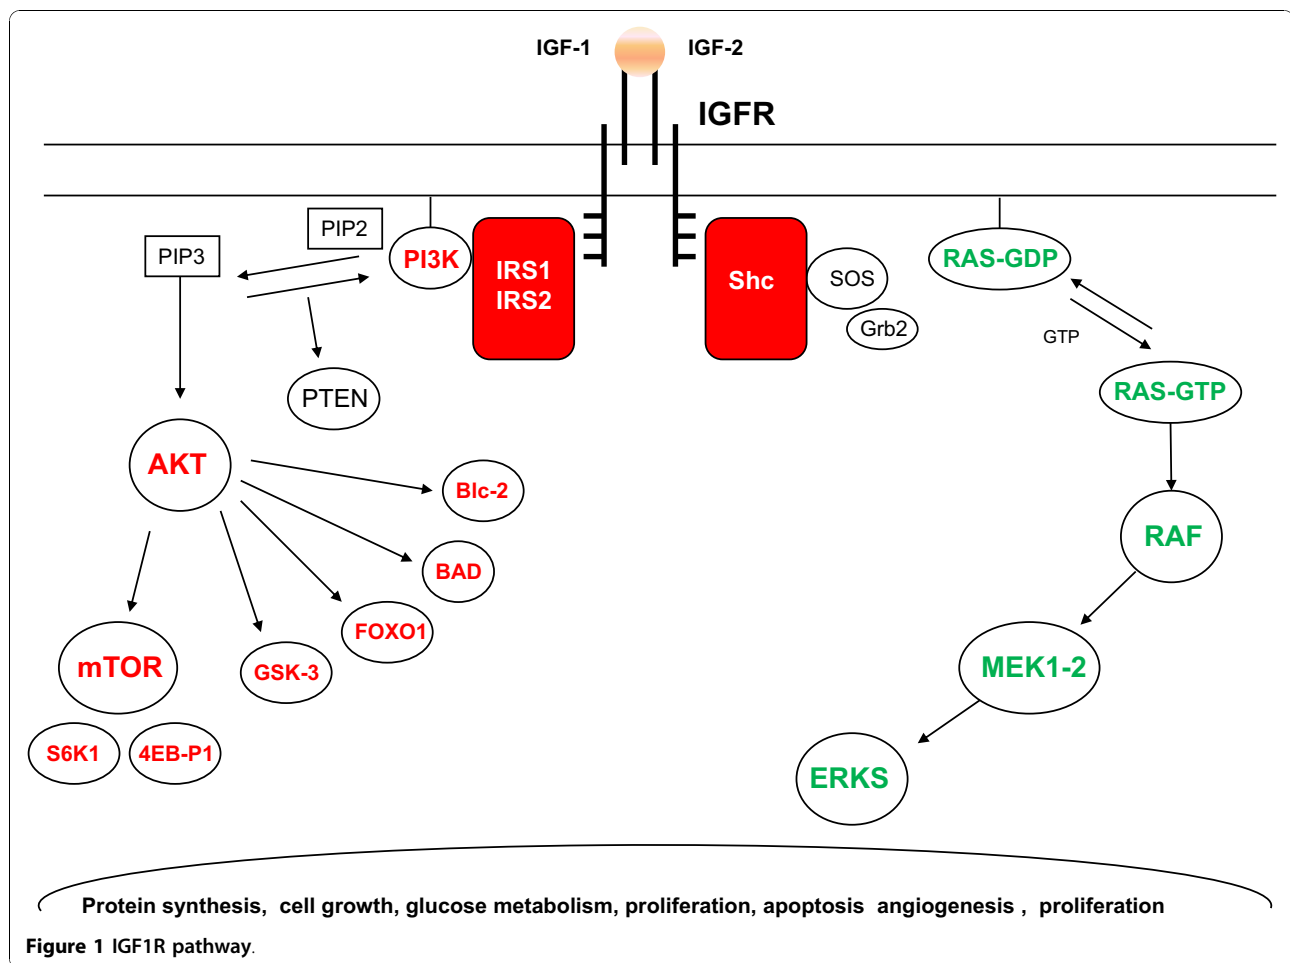 IGF-1
IGF-2
IGFR
PIP2
PIP3
PI3K
IRS1
IRS2
Shc
SOS
Grb2
RAS-GDP
GTP
RAS-GTP
PTEN
AKT
Blc-2
BAD
FOXO1
GSK-3
mTOR
S6K1
4EB-P1
RAF
MEK1-2
ERKS
Protein synthesis, cell growth, glucose metabolism, proliferation, apoptosis angiogenesis , proliferation
Figure 1 IGF1R pathway.